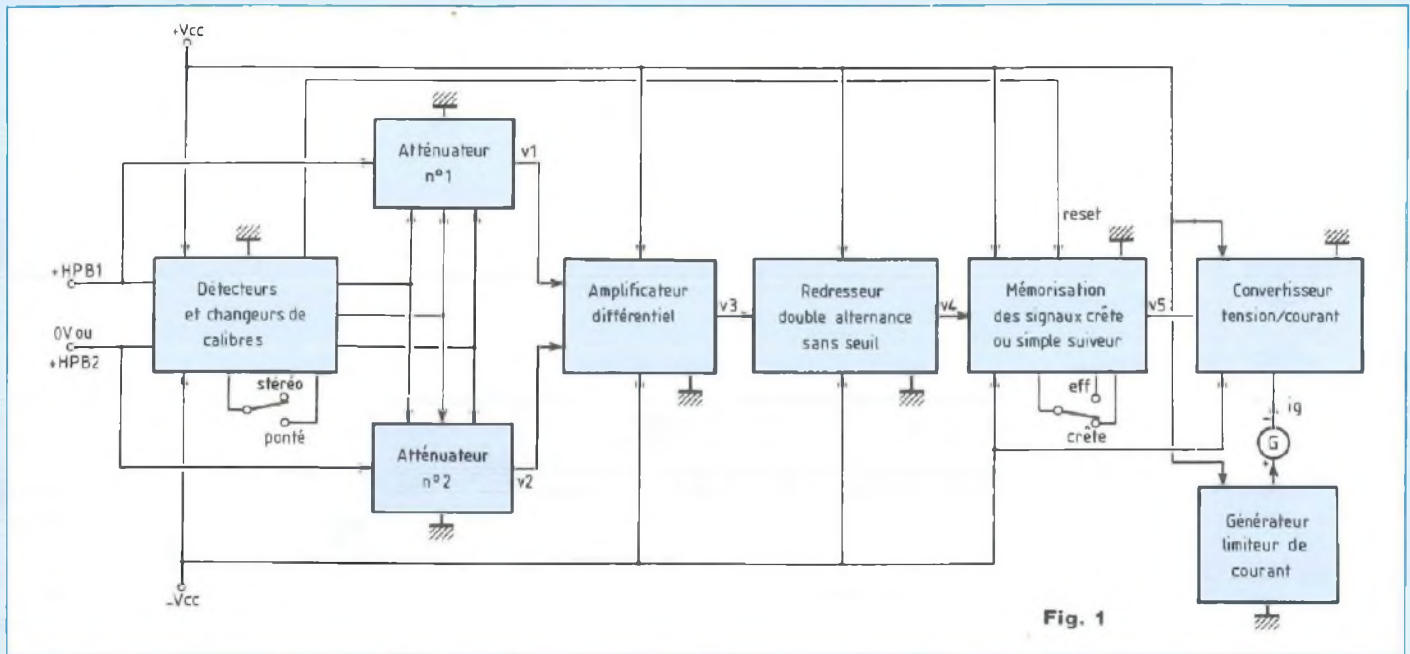 +Vcc
Atténuateur
n°1
v1
reset
+HPB1
0V ou
+HPB2
Détecteurs
et changeurs de
calibres
stéréo
ponté
Amplificateur
différentiel
v3
Redresseur
double alternance
sans seuil
v4
Mémorisation
des signaux crête
ou simple suiveur
v5
eff
crête
Convertisseur
tension/courant
ig
-
G
+
Atténuateur
n°2
v2
Générateur
limiteur de
courant
-Vcc
Fig. 1